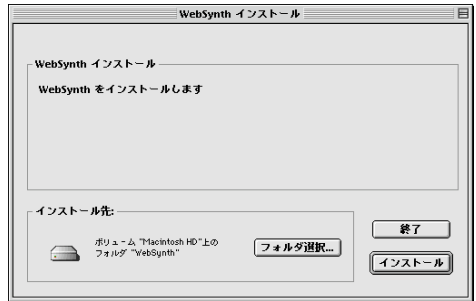 WebSynth インストール
WebSynth インストール
WebSynth をインストールします
インストール先:
ボリューム "Macintosh HD"上の
フォルダ "WebSynth"
フォルダ選択...
終了
インストール